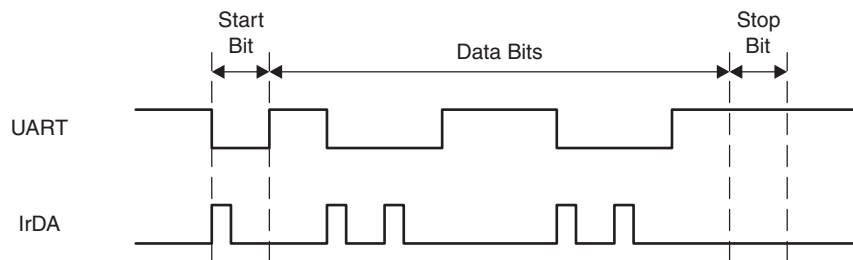 Start
Bit
Data Bits
Stop
Bit
UART
IrDA